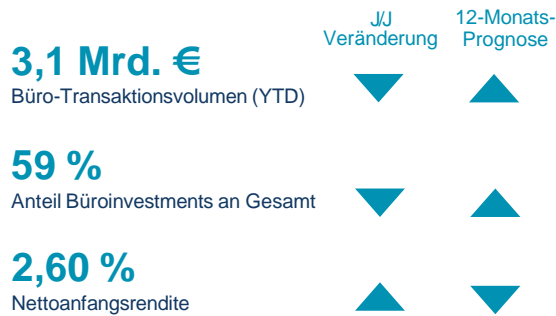 J/J
Veränderung
12-Monats-
Prognose
3,1 Mrd. €
Büro-Transaktionsvolumen (YTD)
59 %
Anteil Büroinvestments an Gesamt
2,60 %
Nettoanfangsrendite